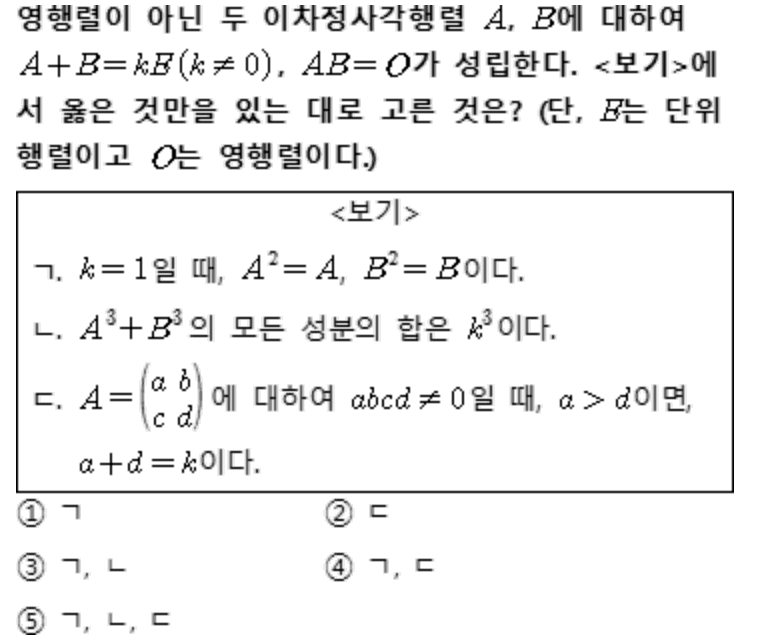 영행렬이 아닌 두 이차정사각행렬 A, B에 대하여
A+B=kE(k≠0), AB=O가 성립한다. <보기>에
서 옳은 것만을 있는 대로 고른 것은? (단, E는 단위
행렬이고 O는 영행렬이다.)
<보기>
ㄱ. k=1일 때, A²=A, B²=B이다.
ㄴ. A³+B³의 모든 성분의 합은 k³이다.
ㄷ. A=(a b
c d)에 대하여 abcd≠0일 때, a>d이면,
a+d=k이다.
① ㄱ ② ㄷ
③ ㄱ, ㄴ ④ ㄱ, ㄷ
⑤ ㄱ, ㄴ, ㄷ